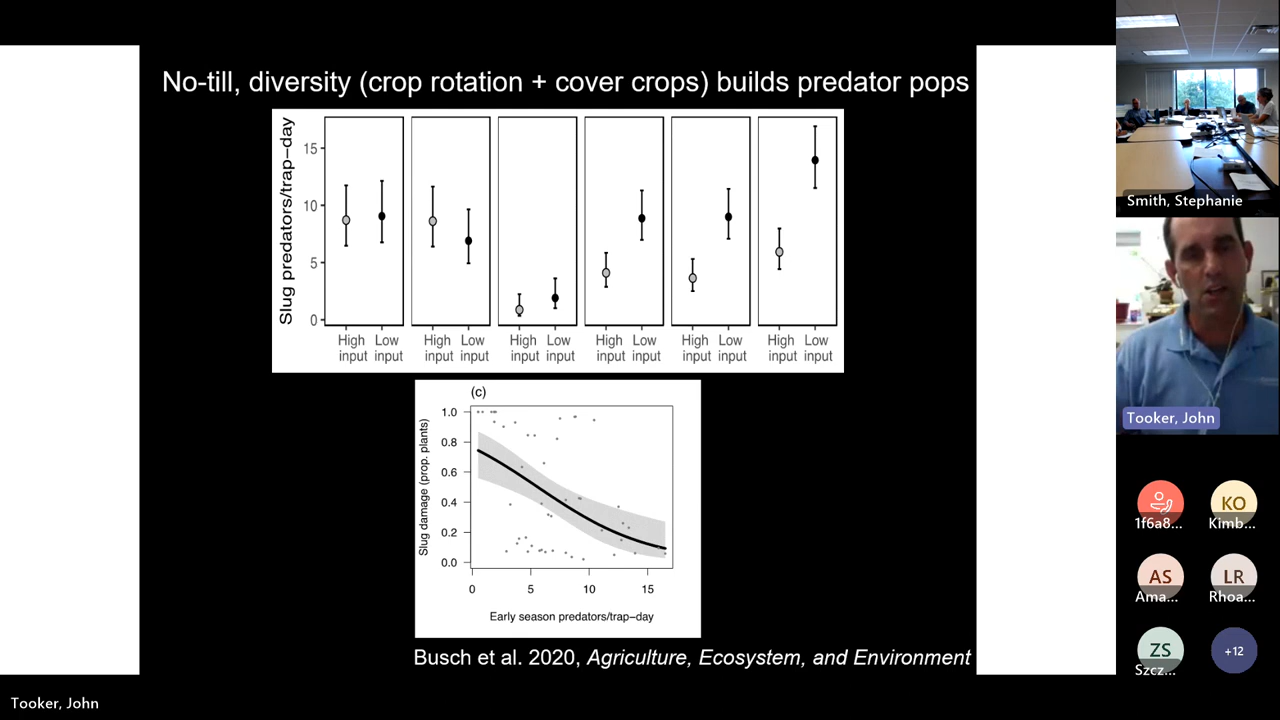 No-till, diversity (crop rotation + cover crops) builds predator pops
Slug predators/trap−day
15
10
5
0
High input Low input
High input Low input
High input Low input
High input Low input
High input Low input
High input Low input
(c)
Slug damage (prop. plants)
1.0
0.8
0.6
0.4
0.2
0.0
0 5 10 15
Early season predators/trap−day
Busch et al. 2020, Agriculture, Ecosystem, and Environment
Tooker, John
Smith, Stephanie
Tooker, John
1f6a8...
KO
Kimb...
AS
Ama...
LR
Rhoa...
ZS
Szcz...
+12